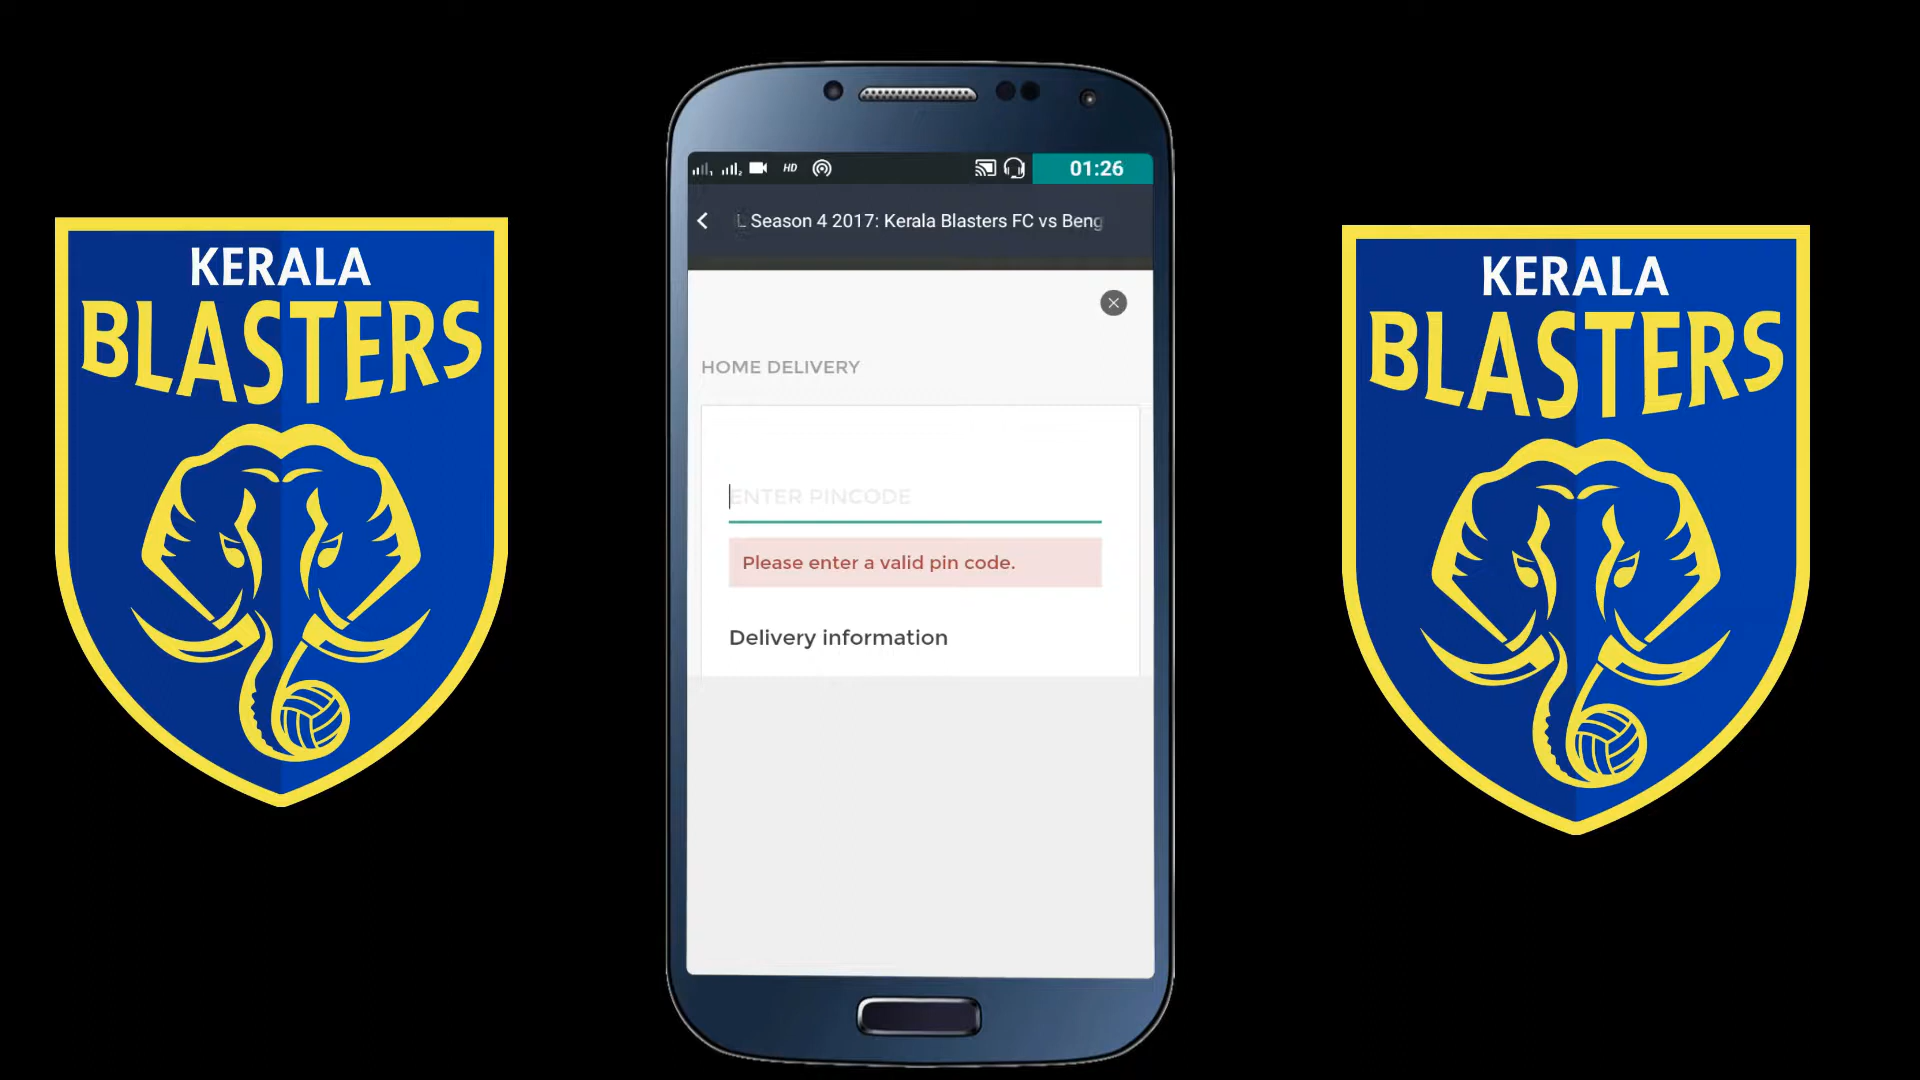 KERALA
BLASTERS
HD
01:26
L Season 4 2017: Kerala Blasters FC vs Beng
HOME DELIVERY
ENTER PINCODE
Please enter a valid pin code.
Delivery information
KERALA
BLASTERS